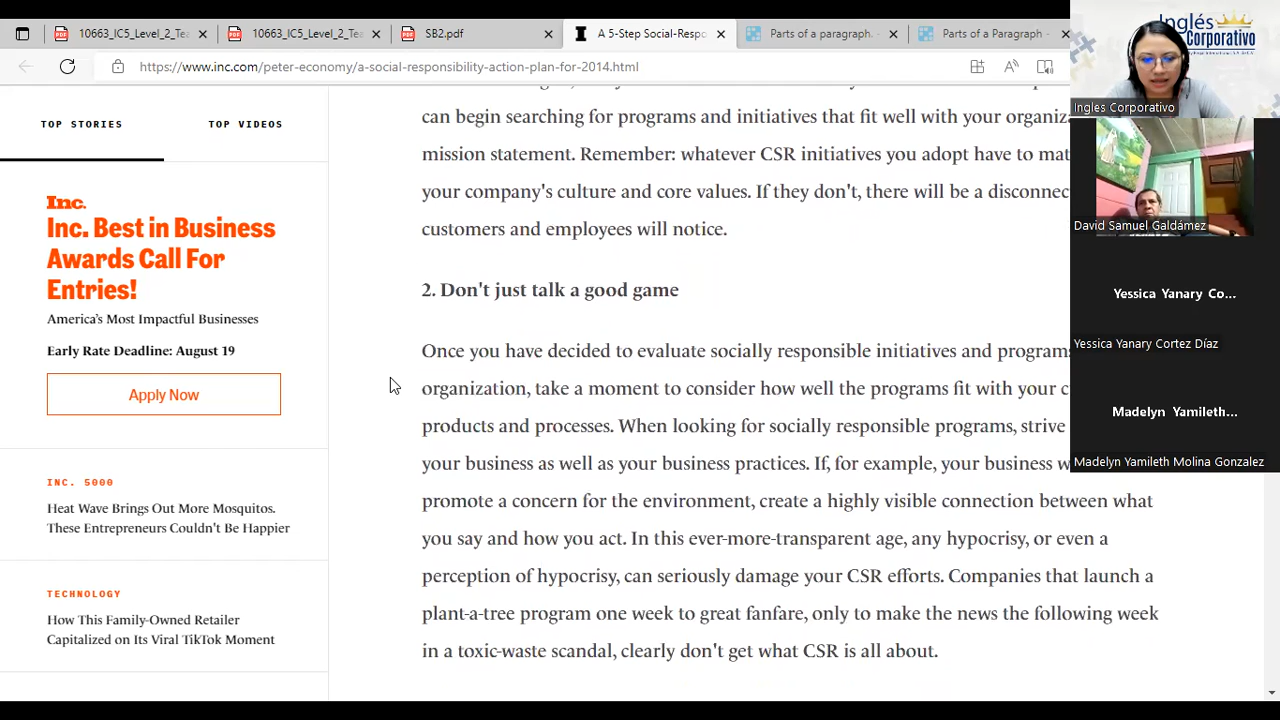 10663_IC5_Level_2_Tea
10663_IC5_Level_2_Tea
SB2.pdf
A 5-Step Social-Respo
Parts of a paragraph.
Parts of a Paragraph -
https://www.inc.com/peter-economy/a-social-responsibility-action-plan-for-2014.html
TOP STORIES
TOP VIDEOS
Inc.
Inc. Best in Business
Awards Call For
Entries!
America's Most Impactful Businesses
Early Rate Deadline: August 19
Apply Now
INC. 5000
Heat Wave Brings Out More Mosquitos.
These Entrepreneurs Couldn't Be Happier
TECHNOLOGY
How This Family-Owned Retailer
Capitalized on Its Viral TikTok Moment
can begin searching for programs and initiatives that fit well with your organiza
mission statement. Remember: whatever CSR initiatives you adopt have to mat
your company's culture and core values. If they don't, there will be a disconnec
customers and employees will notice.
2. Don't just talk a good game
Once you have decided to evaluate socially responsible initiatives and programs
organization, take a moment to consider how well the programs fit with your c
products and processes. When looking for socially responsible programs, strive
your business as well as your business practices. If, for example, your business w
promote a concern for the environment, create a highly visible connection between what
you say and how you act. In this ever-more-transparent age, any hypocrisy, or even a
perception of hypocrisy, can seriously damage your CSR efforts. Companies that launch a
plant-a-tree program one week to great fanfare, only to make the news the following week
in a toxic-waste scandal, clearly don't get what CSR is all about.
Inglés
Corporativo
Ingles Corporativo
David Samuel Galdámez
Yessica Yanary Co...
Yessica Yanary Cortez Díaz
Madelyn Yamileth...
Madelyn Yamileth Molina Gonzalez